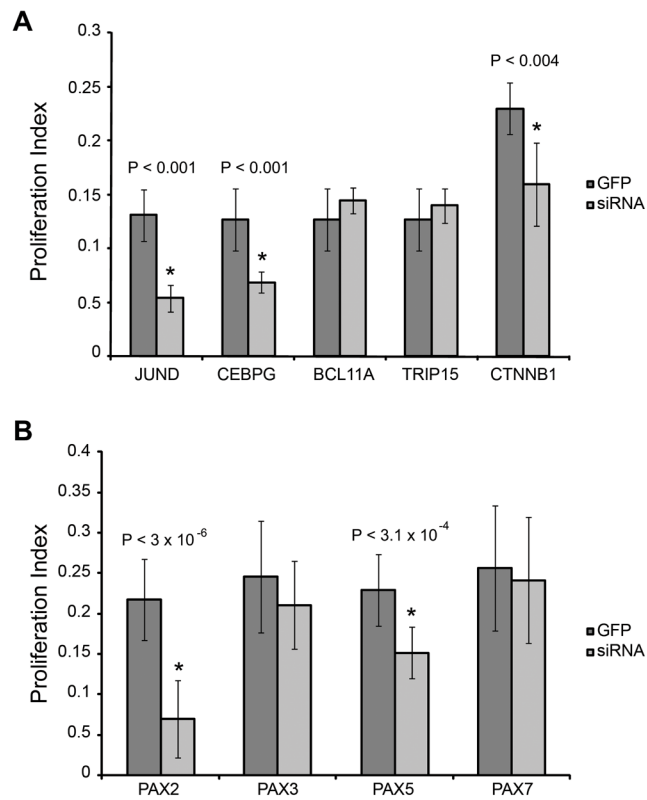 A
0.3
0.25
0.2
0.15
0.1
0.5
0
Proliferation Index
P < 0.001
P < 0.001
P < 0.004
*
*
*
GFP
siRNA
JUND CEBPG BCL11A TRIP15 CTNNB1
B
0.4
0.35
0.3
0.25
0.2
0.15
0.1
0.5
0
Proliferation Index
P < 3 x 10-6
P < 3.1 x 10-4
*
*
GFP
siRNA
PAX2 PAX3 PAX5 PAX7